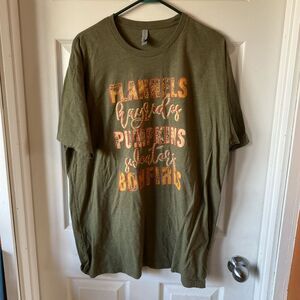 FLANNELS
hayrides
PUMPKINS
sweaters
BONFIRES